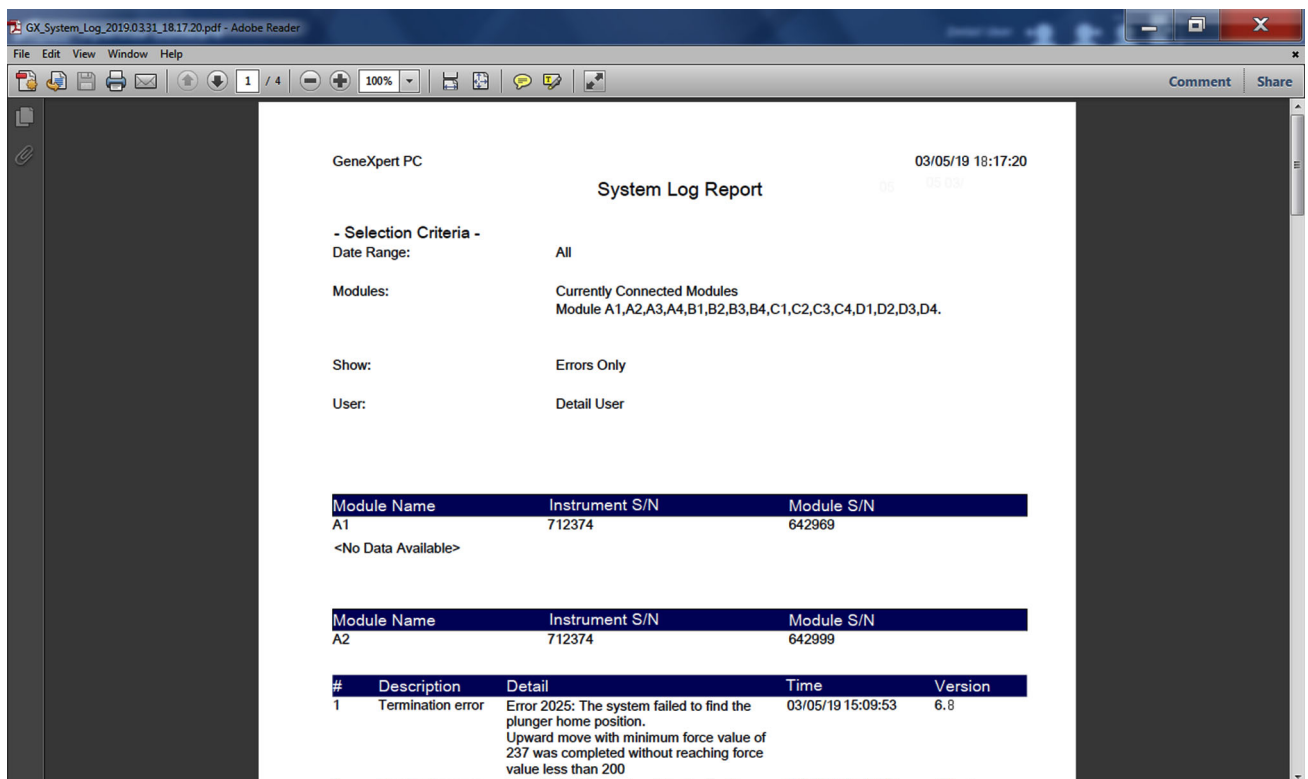 GX_System_Log_2019.03.31_18.17.20.pdf - Adobe Reader
File Edit View Window Help
1 / 4 100% Comment Share
GeneXpert PC 03/05/19 18:17:20
System Log Report
- Selection Criteria -
Date Range: All
Modules: Currently Connected Modules
Module A1,A2,A3,A4,B1,B2,B3,B4,C1,C2,C3,C4,D1,D2,D3,D4.
Show: Errors Only
User: Detail User
Module Name Instrument S/N Module S/N
A1 712374 642969
<No Data Available>
Module Name Instrument S/N Module S/N
A2 712374 642999
# Description Detail Time Version
1 Termination error Error 2025: The system failed to find the 03/05/19 15:09:53 6.8
plunger home position.
Upward move with minimum force value of
237 was completed without reaching force
value less than 200